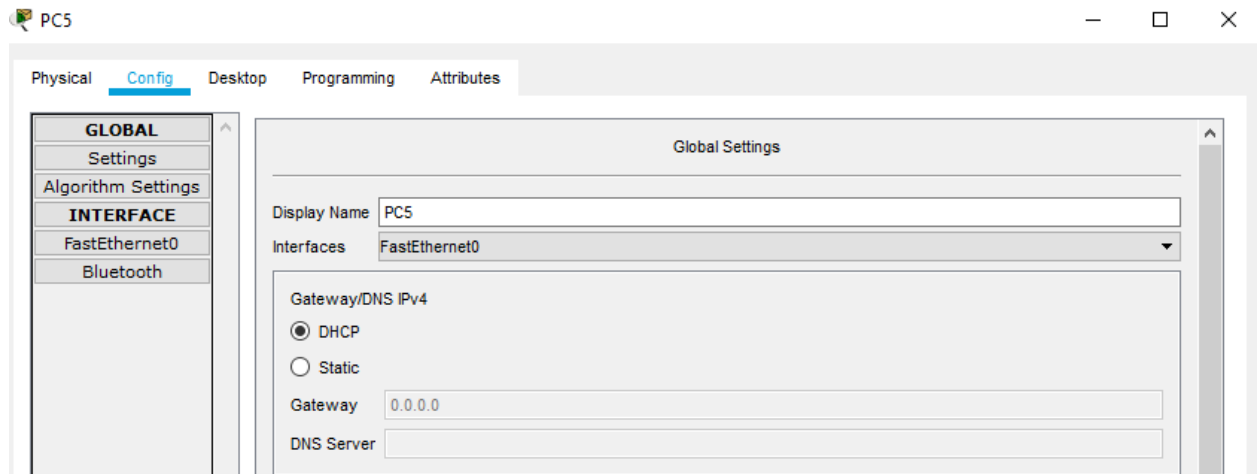 PC5
Physical Config Desktop Programming Attributes
GLOBAL
Settings
Algorithm Settings
INTERFACE
FastEthernet0
Bluetooth
Global Settings
Display Name PC5
Interfaces FastEthernet0
Gateway/DNS IPv4
DHCP
Static
Gateway 0.0.0.0
DNS Server